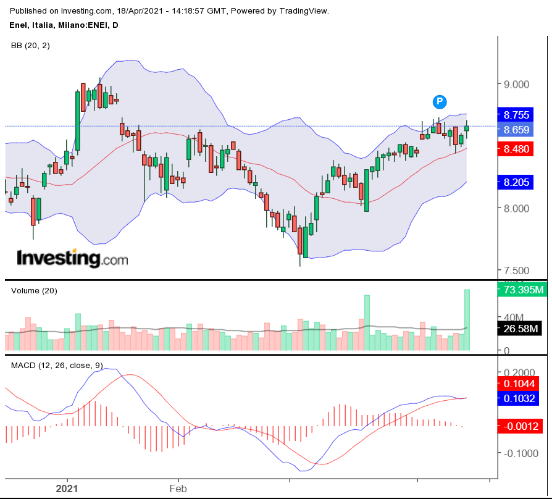 Published on Investing.com, 18/Apr/2021 - 14:18:57 GMT, Powered by TradingView.
Enel, Italia, Milano:ENEI, D
BB (20, 2)
P
9.000
8.755
8.659
8.480
8.205
8.000
7.500
Investing.com
Volume (20)
73.395M
40M
26.58M
0
MACD (12, 26, close, 9)
0.2000
0.1044
0.1032
-0.0012
-0.1000
2021
Feb